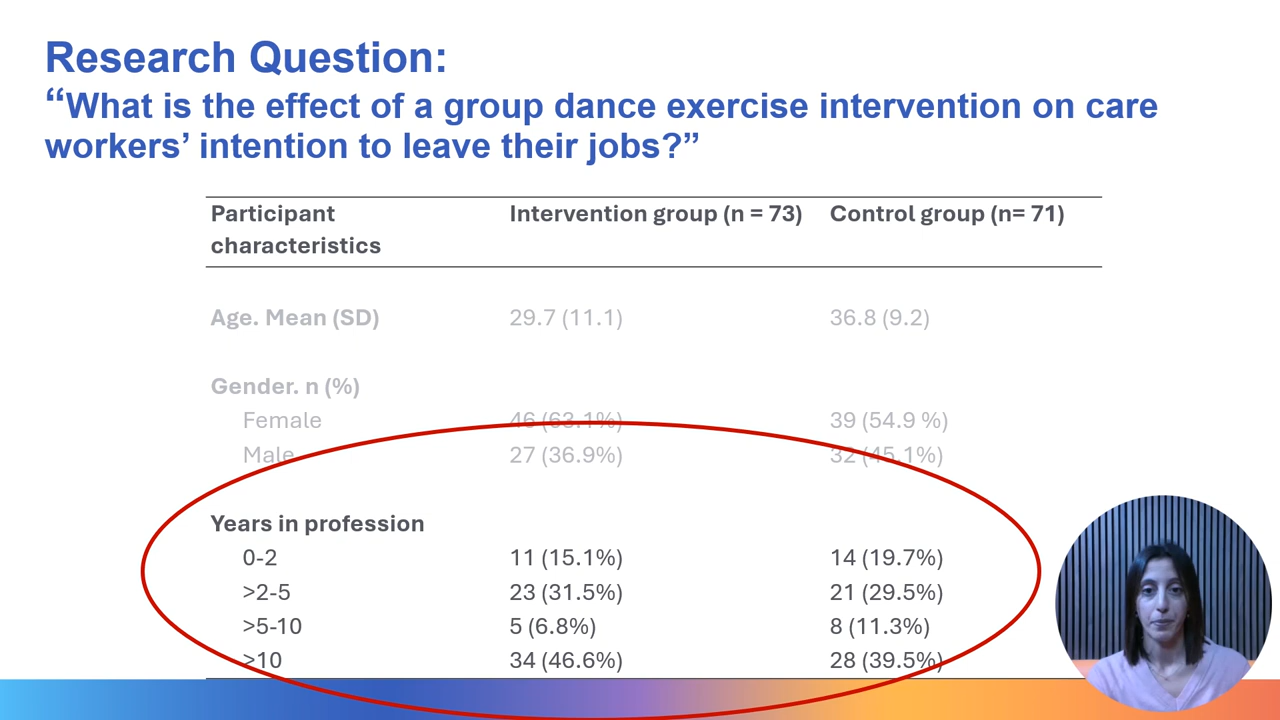 Research Question:
“What is the effect of a group dance exercise intervention on care
workers’ intention to leave their jobs?”
Participant characteristics Intervention group (n = 73) Control group (n= 71)
Age. Mean (SD) 29.7 (11.1) 36.8 (9.2)
Gender. n (%)
Female 46 (63.1%) 39 (54.9 %)
Male 27 (36.9%) 32 (45.1%)
Years in profession
0-2 11 (15.1%) 14 (19.7%)
>2-5 23 (31.5%) 21 (29.5%)
>5-10 5 (6.8%) 8 (11.3%)
>10 34 (46.6%) 28 (39.5%)